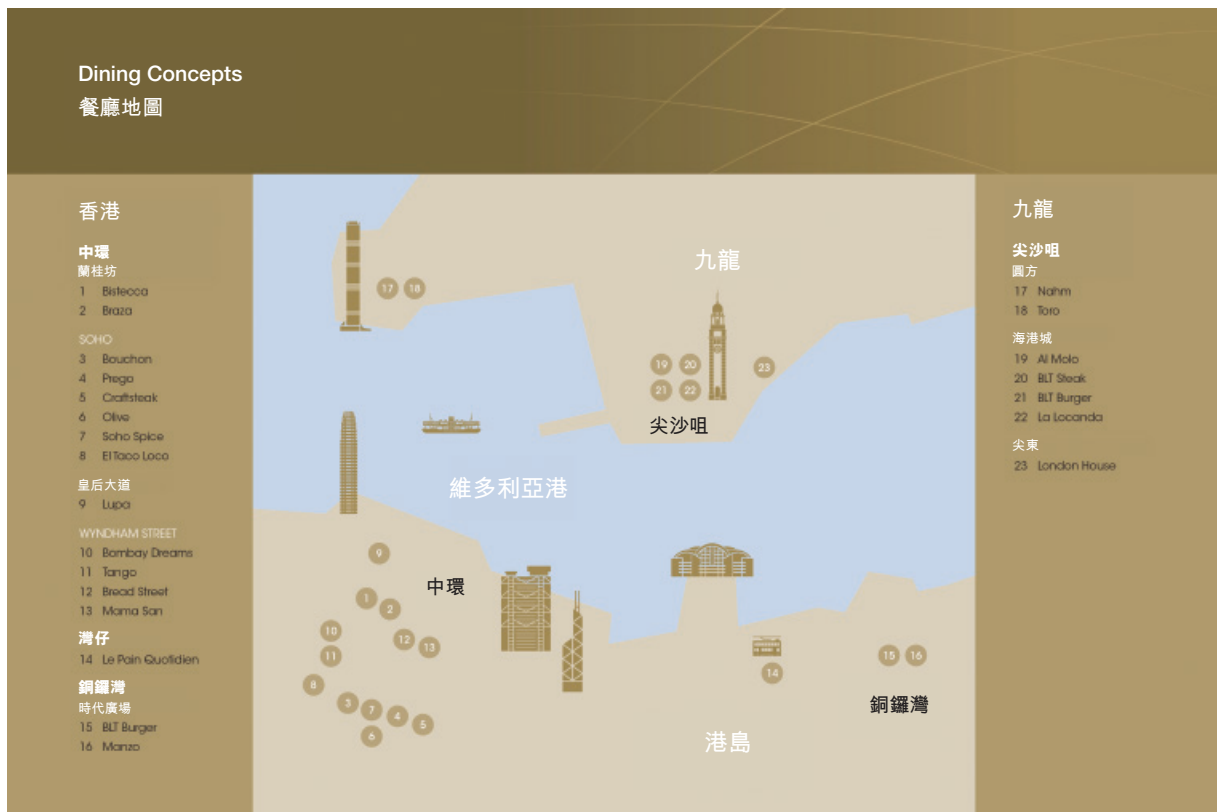 Dining Concepts
餐廳地圖
香港
中環
蘭桂坊
1 Bistecca
2 Braza
SOHO
3 Bouchon
4 Prego
5 Craftsteak
6 Olive
7 Soho Spice
8 El Taco Loco
皇后大道
9 Lupa
WYNDHAM STREET
10 Bombay Dreams
11 Tango
12 Bread Street
13 Mama San
灣仔
14 Le Pain Quotidien
銅鑼灣
時代廣場
15 BLT Burger
16 Manzo
九龍
17 18
19 20
23
21 22
尖沙咀
維多利亞港
9
中環
1
2
10
12
13
11
8
3
7
4
5
6
14
15 16
銅鑼灣
港島
九龍
尖沙咀
圓方
17 Nahm
18 Toro
海港城
19 Al Molo
20 BLT Steak
21 BLT Burger
22 La Locanda
尖東
23 London House